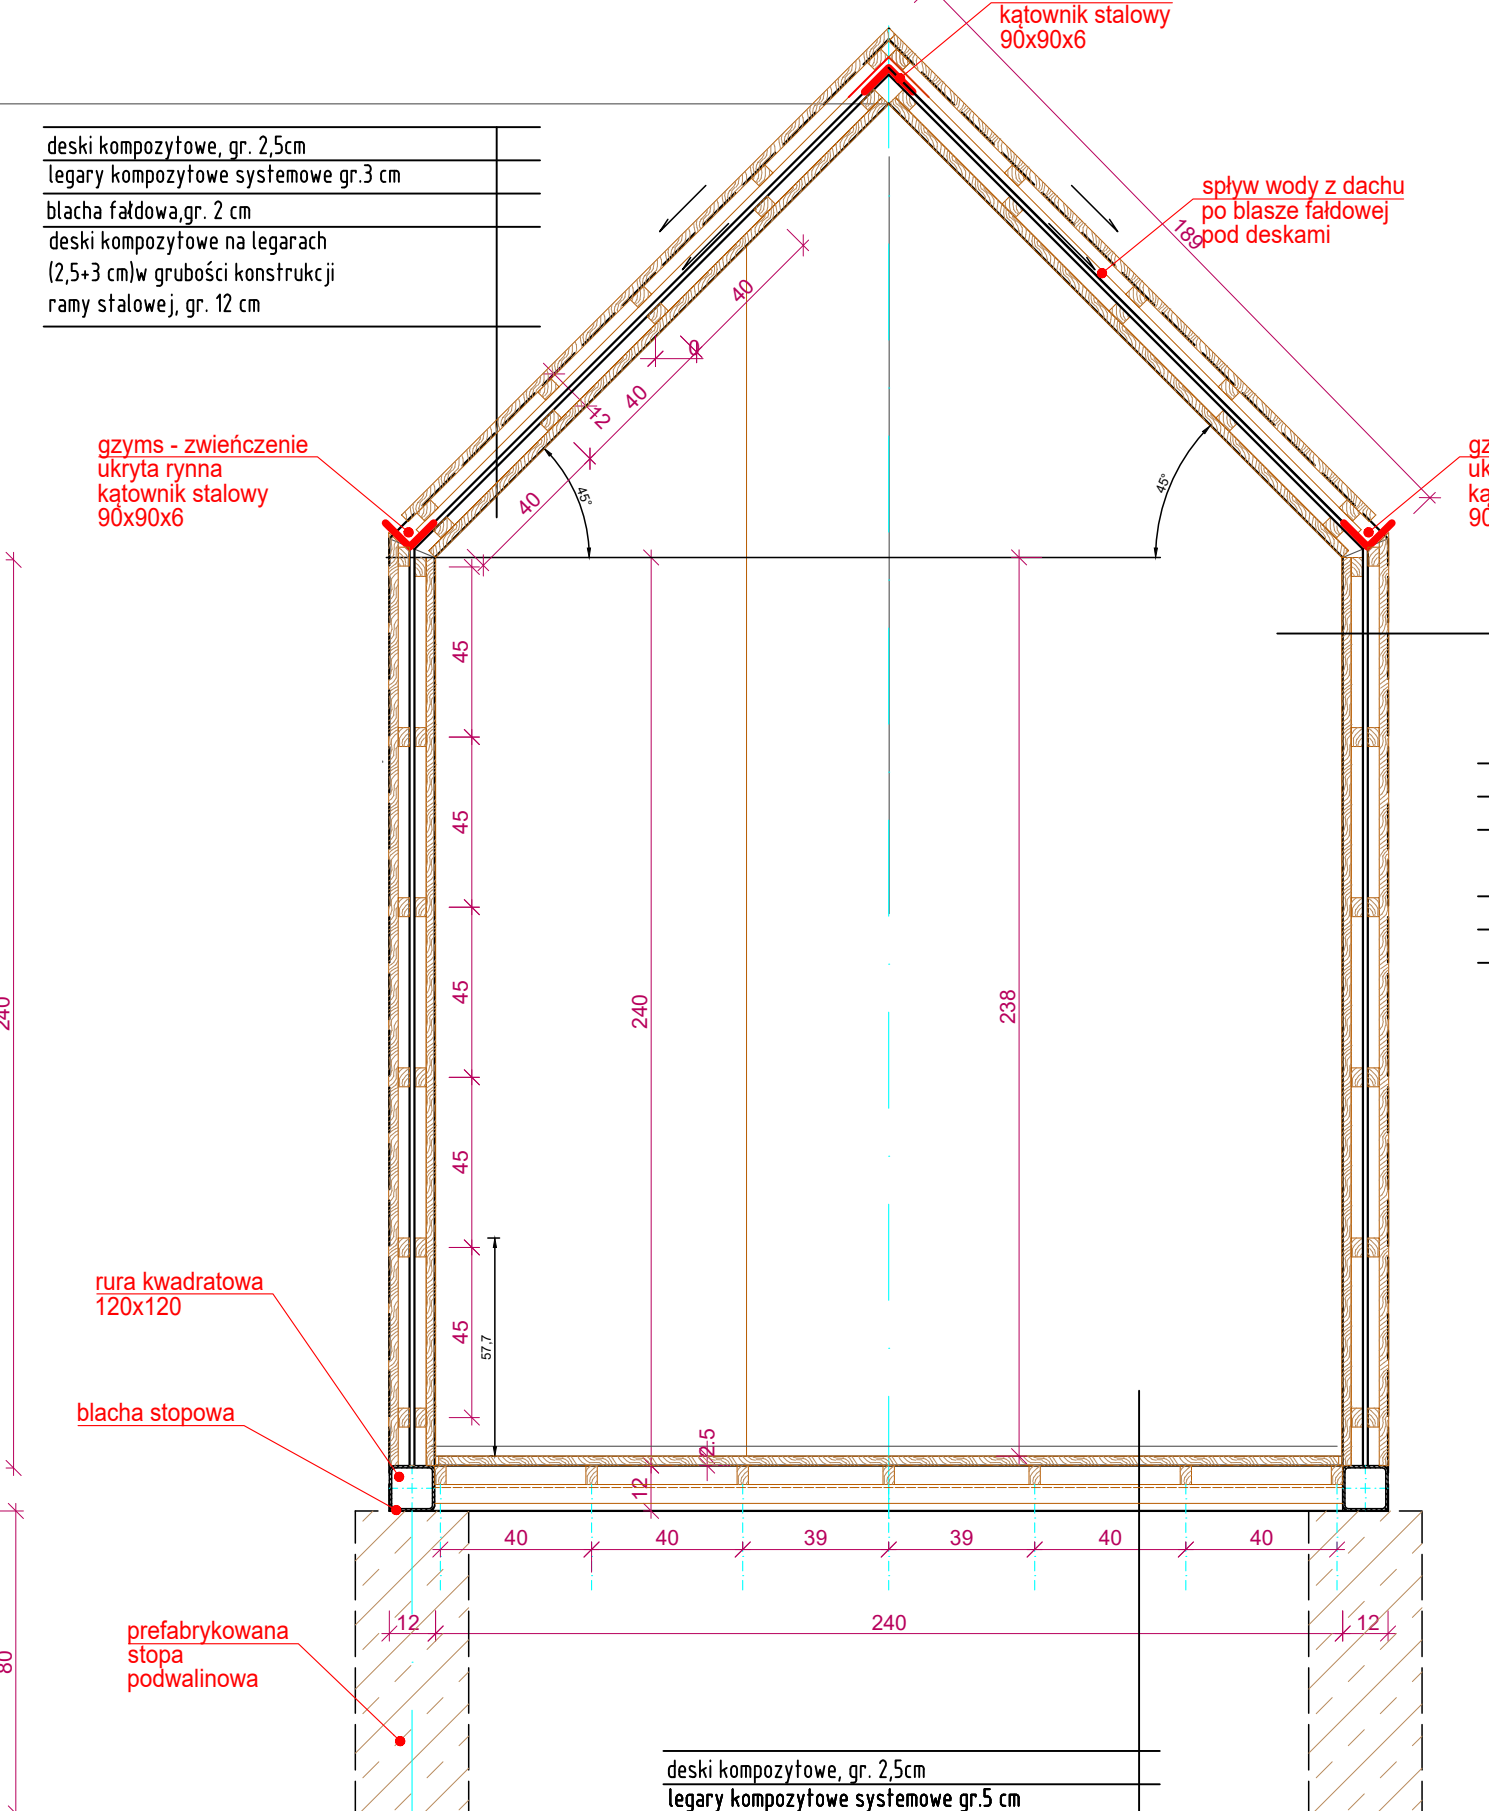 kątownik stalowy
90x90x6
deski kompozytowe, gr. 2,5cm
legary kompozytowe systemowe gr.3 cm
blacha fałdowa,gr. 2 cm
deski kompozytowe na legarach
(2,5+3 cm)w grubości konstrukcji
ramy stalowej, gr. 12 cm
spływ wody z dachu
po blasze fałdowej
pod deskami
189
40
0
40
12
40
45°
45°
gzyms - zwieńczenie
ukryta rynna
kątownik stalowy
90x90x6
gz
uk
ką
90
45
45
45
45
45
240
240
238
57,7
rura kwadratowa
120x120
blacha stopowa
2.5
12
40
40
39
39
40
40
12
240
12
prefabrykowana
stopa
podwalinowa
80
deski kompozytowe, gr. 2,5cm
legary kompozytowe systemowe gr.5 cm